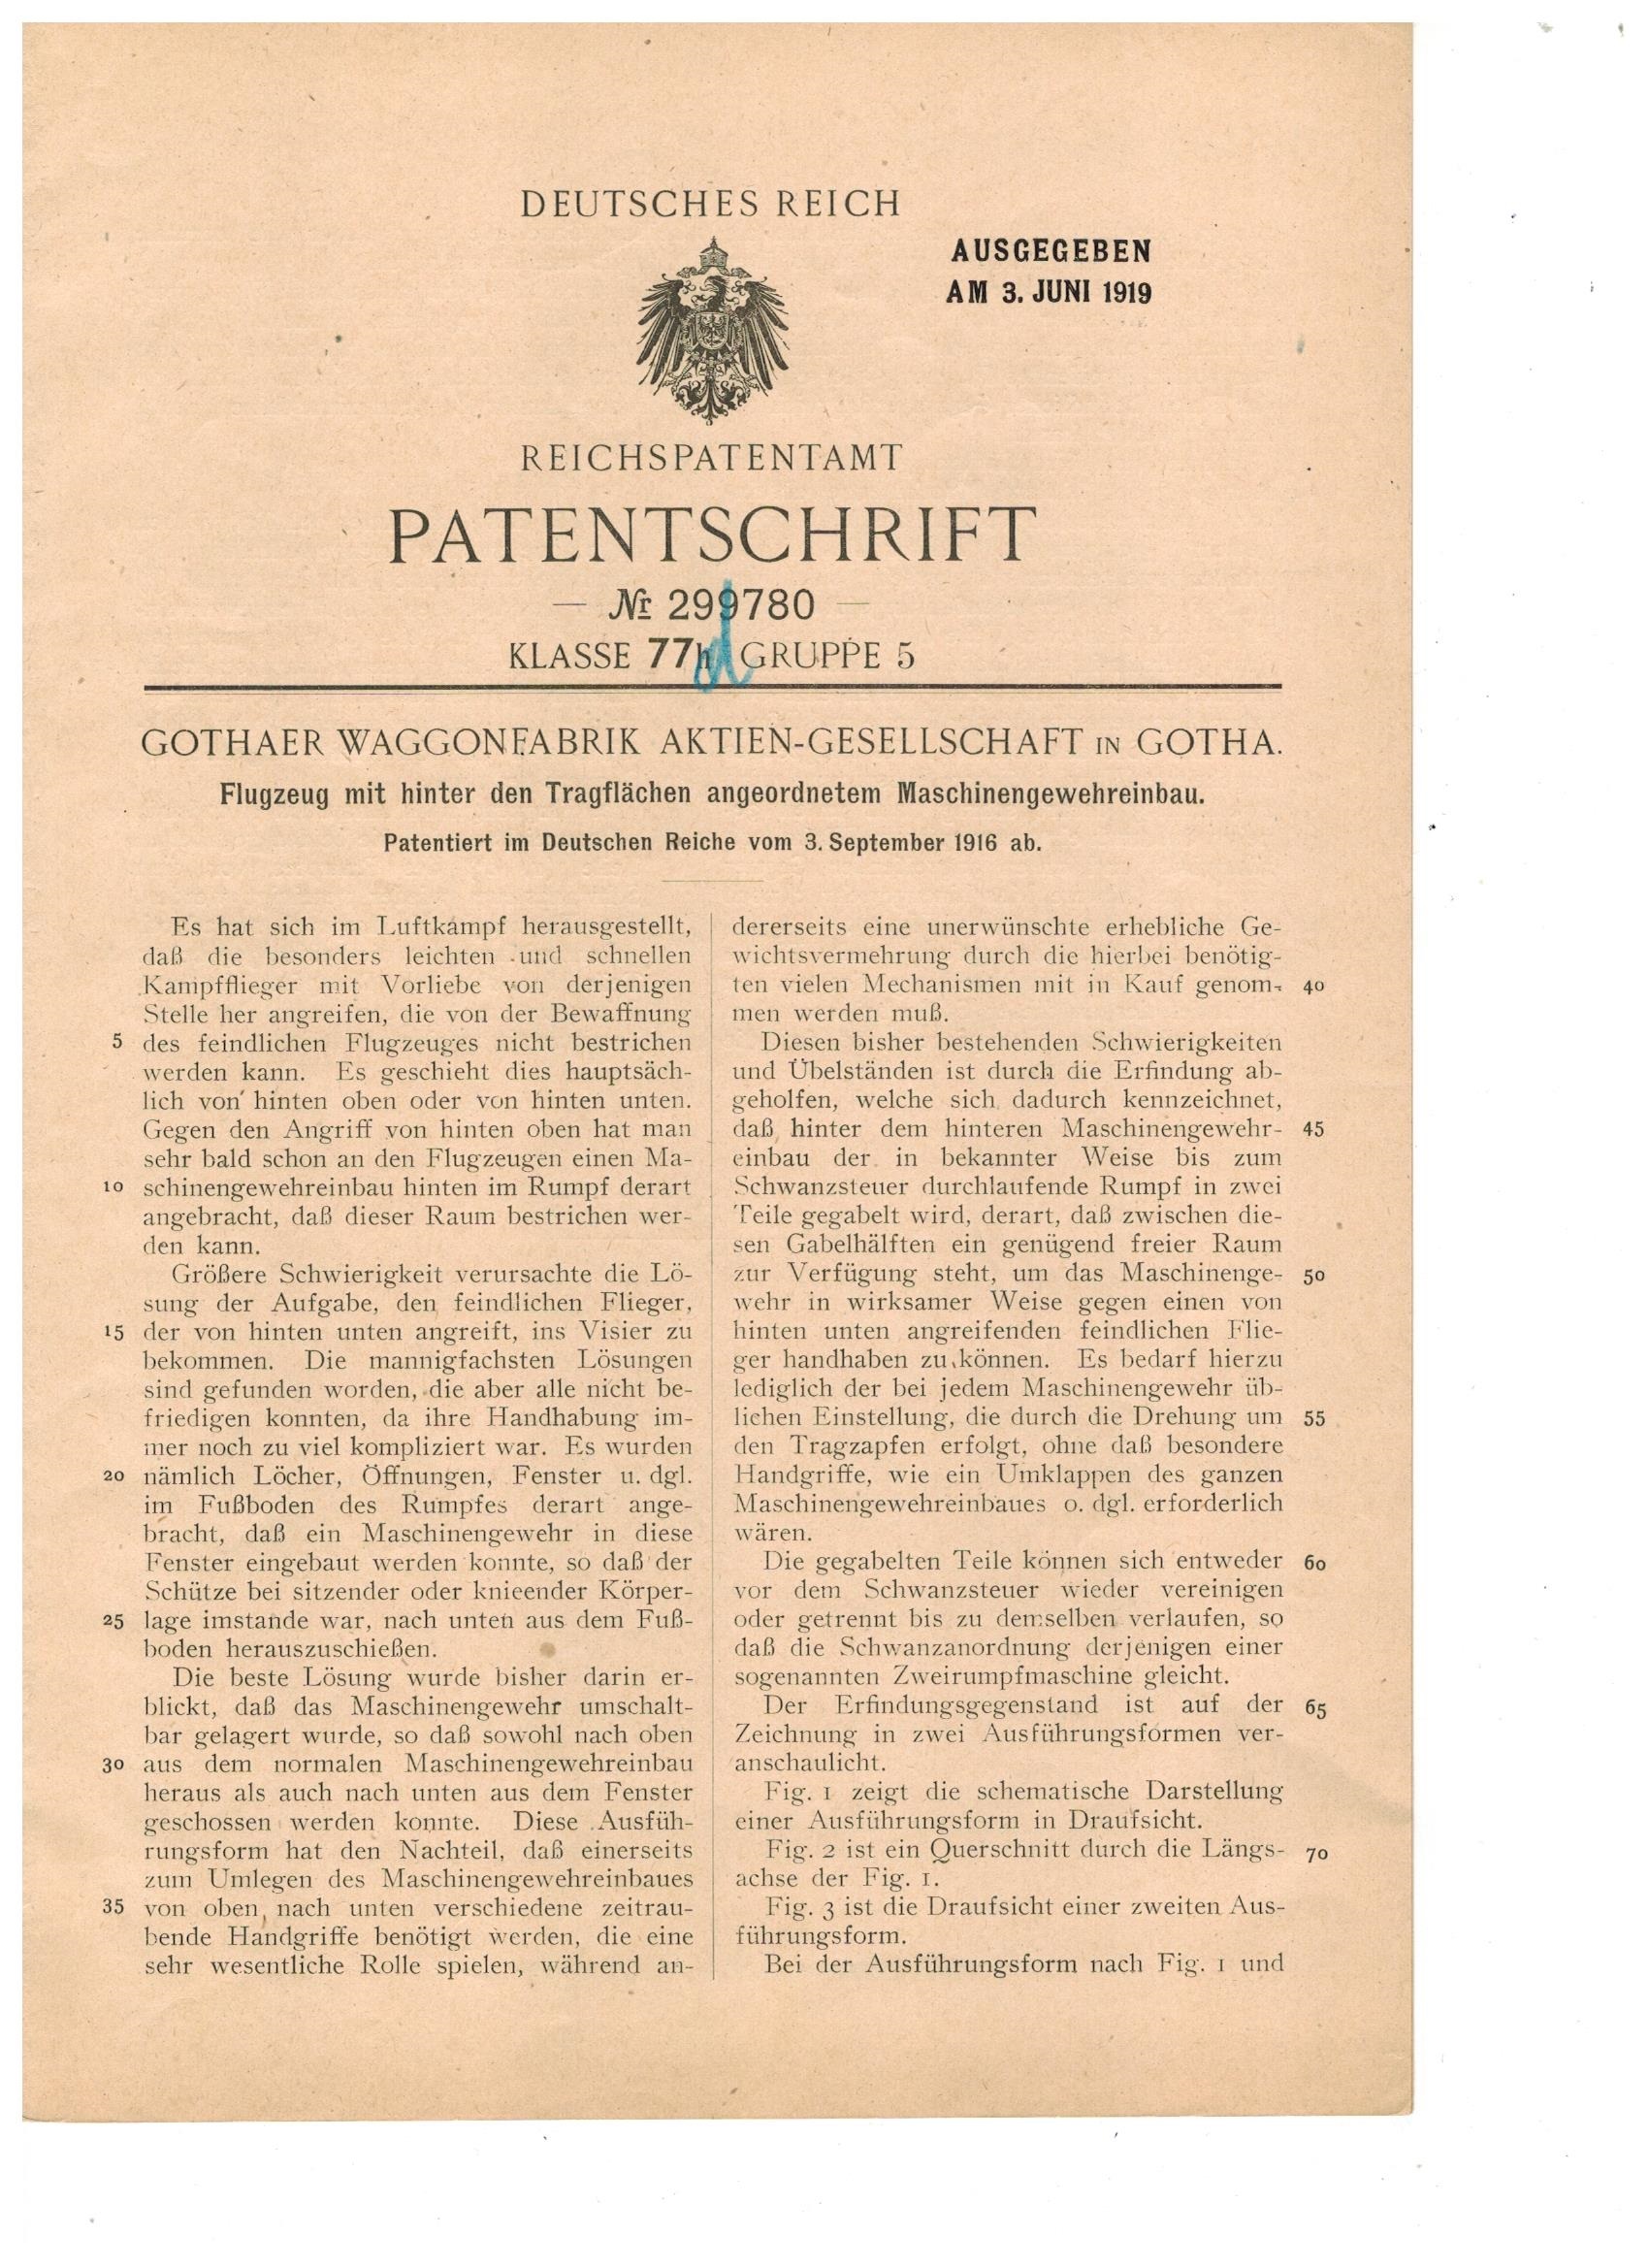 DEUTSCHES REICH
AUSGEGEBEN
AM 3. JUNI 1919
REICHSPATENTAMT
PATENTSCHRIFT
— № 299780 —
KLASSE 77h GRUPPE 5
GOTHAER WAGGONFABRIK AKTIEN-GESELLSCHAFT IN GOTHA.
Flugzeug mit hinter den Tragflächen angeordnetem Maschinengewehreinbau.
Patentiert im Deutschen Reiche vom 3. September 1916 ab.
Es hat sich im Luftkampf herausgestellt,
daß die besonders leichten und schnellen
Kampfflieger mit Vorliebe von derjenigen
Stelle her angreifen, die von der Bewaffnung
5 des feindlichen Flugzeuges nicht bestrichen
werden kann. Es geschieht dies hauptsäch-
lich von hinten oben oder von hinten unten.
Gegen den Angriff von hinten oben hat man
sehr bald schon an den Flugzeugen einen Ma-
10 schinengewehreinbau hinten im Rumpf derart
angebracht, daß dieser Raum bestrichen wer-
den kann.
Größere Schwierigkeit verursachte die Lö-
sung der Aufgabe, den feindlichen Flieger,
15 der von hinten unten angreift, ins Visier zu
bekommen. Die mannigfachsten Lösungen
sind gefunden worden, die aber alle nicht be-
friedigen konnten, da ihre Handhabung im-
mer noch zu viel kompliziert war. Es wurden
20 nämlich Löcher, Öffnungen, Fenster u. dgl.
im Fußboden des Rumpfes derart ange-
bracht, daß ein Maschinengewehr in diese
Fenster eingebaut werden konnte, so daß der
Schütze bei sitzender oder knieender Körper-
25 lage imstande war, nach unten aus dem Fuß-
boden herauszuschießen.
Die beste Lösung wurde bisher darin er-
blickt, daß das Maschinengewehr umschalt-
bar gelagert wurde, so daß sowohl nach oben
30 aus dem normalen Maschinengewehreinbau
heraus als auch nach unten aus dem Fenster
geschossen werden konnte. Diese Ausfüh-
rungsform hat den Nachteil, daß einerseits
zum Umlegen des Maschinengewehreinbaues
35 von oben nach unten verschiedene zeitrau-
bende Handgriffe benötigt werden, die eine
sehr wesentliche Rolle spielen, während an-
dererseits eine unerwünschte erhebliche Ge-
wichtsvermehrung durch die hierbei benötig-
ten vielen Mechanismen mit in Kauf genom- 40
men werden muß.
Diesen bisher bestehenden Schwierigkeiten
und Übelständen ist durch die Erfindung ab-
geholfen, welche sich dadurch kennzeichnet,
daß hinter dem hinteren Maschinengewehr- 45
einbau der in bekannter Weise bis zum
Schwanzsteuer durchlaufende Rumpf in zwei
Teile gegabelt wird, derart, daß zwischen die-
sen Gabelhälften ein genügend freier Raum
zur Verfügung steht, um das Maschinenge- 50
wehr in wirksamer Weise gegen einen von
hinten unten angreifenden feindlichen Flie-
ger handhaben zu können. Es bedarf hierzu
lediglich der bei jedem Maschinengewehr üb-
lichen Einstellung, die durch die Drehung um 55
den Tragzapfen erfolgt, ohne daß besondere
Handgriffe, wie ein Umklappen des ganzen
Maschinengewehreinbaues o. dgl. erforderlich
wären.
Die gegabelten Teile können sich entweder 60
vor dem Schwanzsteuer wieder vereinigen
oder getrennt bis zu demselben verlaufen, so
daß die Schwanzanordnung derjenigen einer
sogenannten Zweirumpfmaschine gleicht.
Der Erfindungsgegenstand ist auf der 65
Zeichnung in zwei Ausführungsformen ver-
anschaulicht.
Fig. 1 zeigt die schematische Darstellung
einer Ausführungsform in Draufsicht.
Fig. 2 ist ein Querschnitt durch die Längs- 70
achse der Fig. 1.
Fig. 3 ist die Draufsicht einer zweiten Aus-
führungsform.
Bei der Ausführungsform nach Fig. 1 und